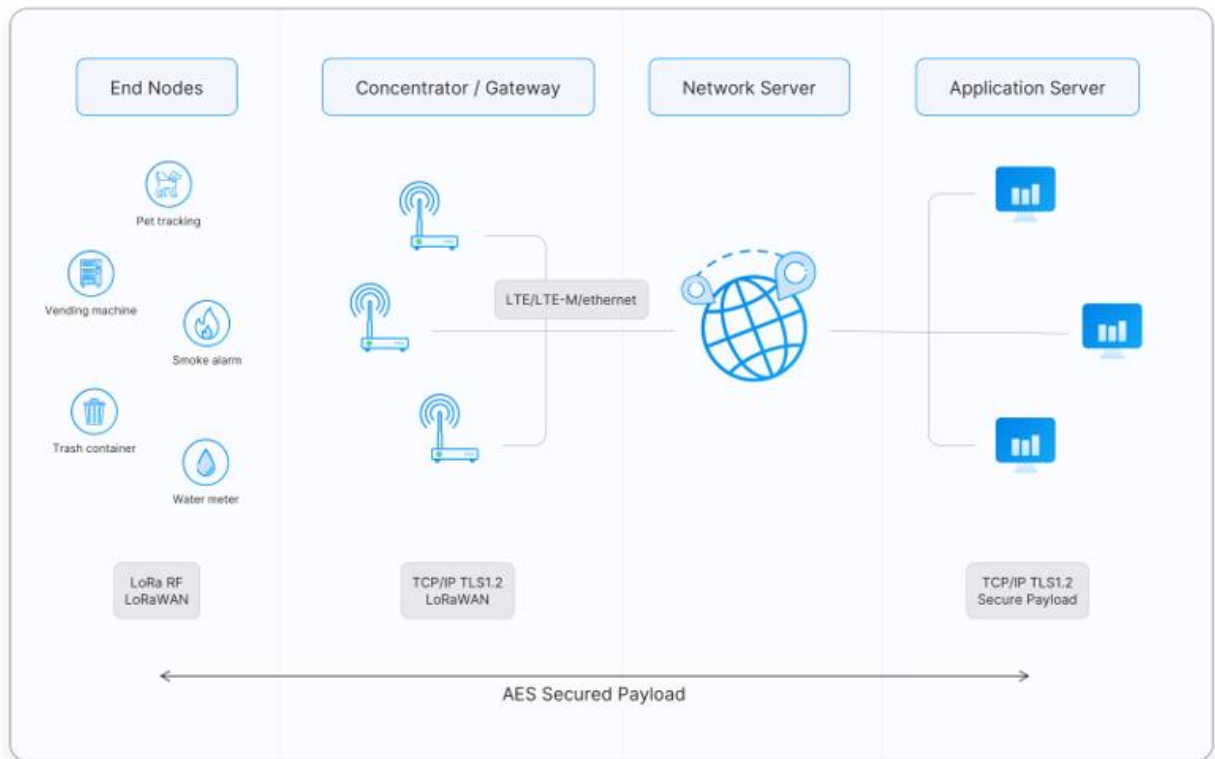 End Nodes
Concentrator / Gateway
Network Server
Application Server
Pet tracking
Vending machine
Smoke alarm
Trash container
Water meter
LTE/LTE-M/ethernet
LoRa RF
LoRaWAN
TCP/IP TLS1.2
LoRaWAN
TCP/IP TLS1.2
Secure Payload
AES Secured Payload